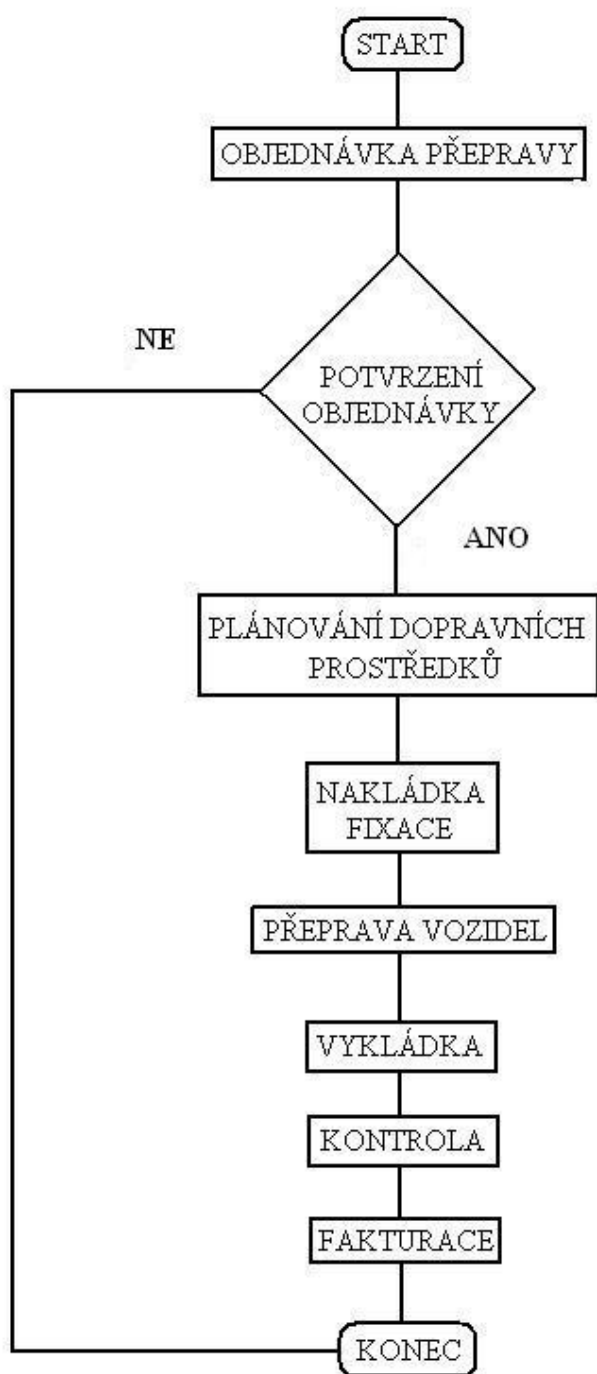 START
OBJEDNÁVKA PŘEPRAVY
NE
POTVRZENÍ
OBJEDNÁVKY
ANO
PLÁNOVÁNÍ DOPRAVNÍCH
PROSTŘEDKŮ
NAKLÁDKA
FIXACE
PŘEPRAVA VOZIDEL
VYKLÁDKA
KONTROLA
FAKTURACE
KONEC